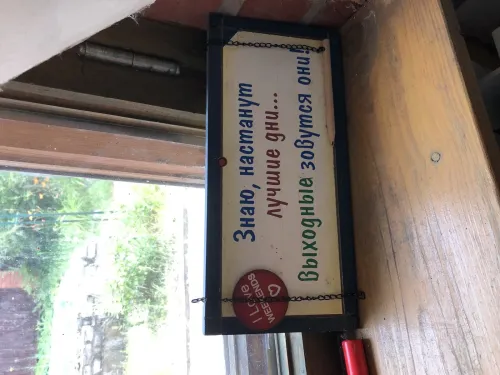 Знаю, настанут
лучшие дни...
выходные зовутся они!
I Love
WEEKENDS